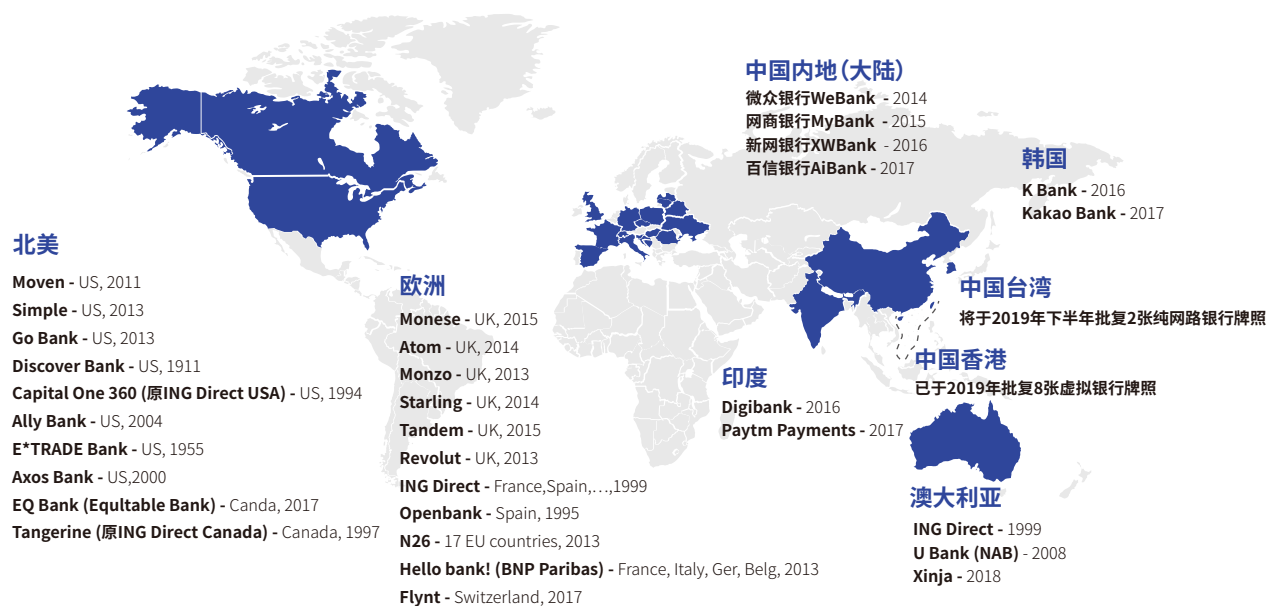 中国内地（大陆）
微众银行WeBank - 2014
网商银行MyBank - 2015
新网银行XWBank - 2016
百信银行AiBank - 2017
韩国
K Bank - 2016
Kakao Bank - 2017
北美
Moven - US, 2011
Simple - US, 2013
Go Bank - US, 2013
Discover Bank - US, 1911
Capital One 360 (原ING Direct USA) - US, 1994
Ally Bank - US, 2004
E*TRADE Bank - US, 1955
Axos Bank - US,2000
EQ Bank (Equltable Bank) - Canda, 2017
Tangerine (原ING Direct Canada) - Canada, 1997
欧洲
Monese - UK, 2015
Atom - UK, 2014
Monzo - UK, 2013
Starling - UK, 2014
Tandem - UK, 2015
Revolut - UK, 2013
ING Direct - France,Spain,…,1999
Openbank - Spain, 1995
N26 - 17 EU countries, 2013
Hello bank! (BNP Paribas) - France, Italy, Ger, Belg, 2013
Flynt - Switzerland, 2017
中国台湾
将于2019年下半年批复2张纯网路银行牌照
中国香港
已于2019年批复8张虚拟银行牌照
印度
Digibank - 2016
Paytm Payments - 2017
澳大利亚
ING Direct - 1999
U Bank (NAB) - 2008
Xinja - 2018